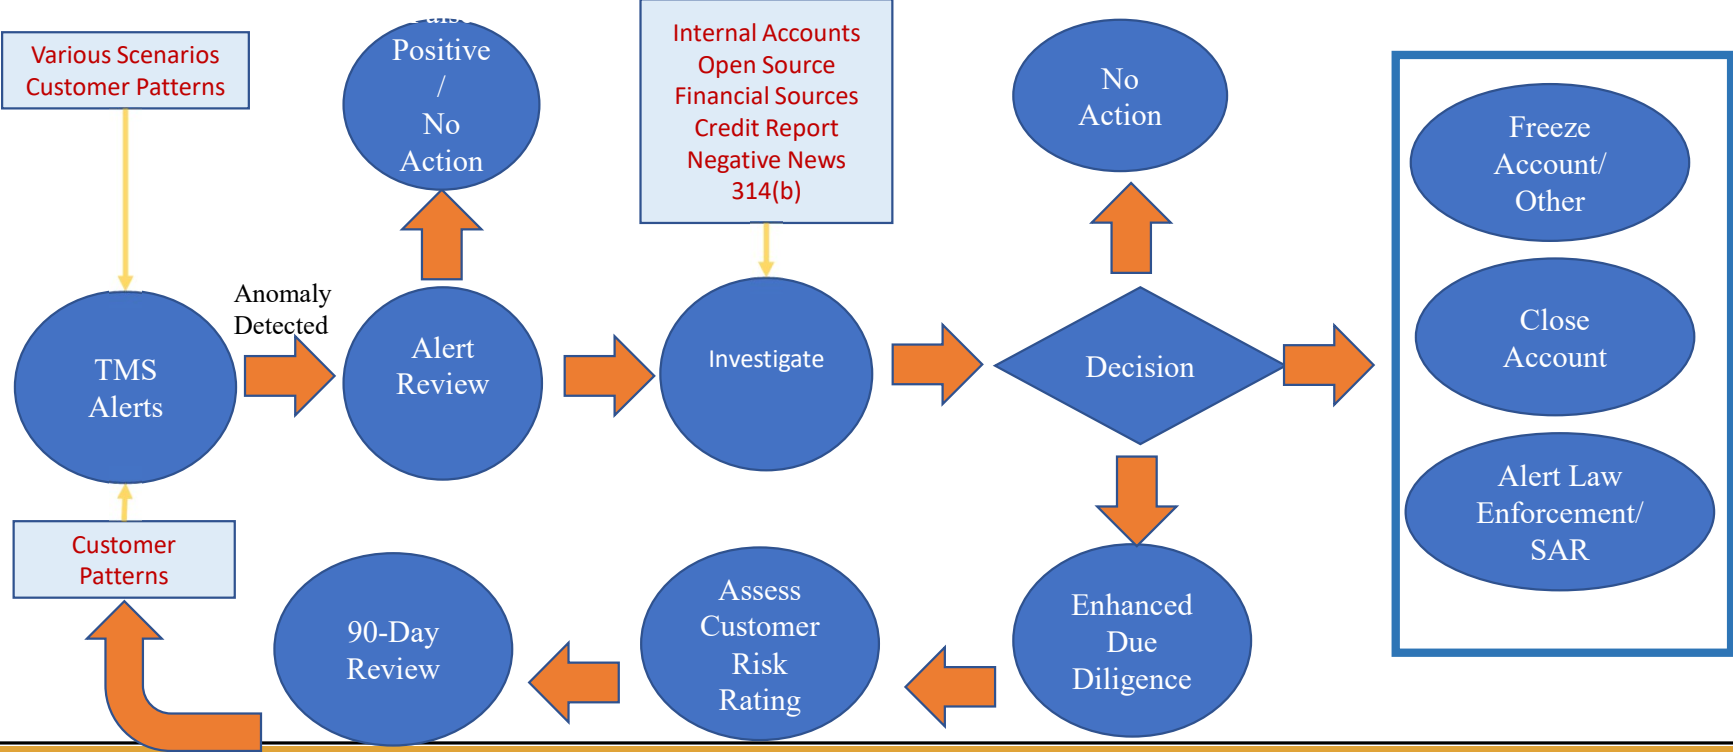 Various Scenarios
Customer Patterns
Positive
/
No
Action
Internal Accounts
Open Source
Financial Sources
Credit Report
Negative News
314(b)
No
Action
Freeze
Account/
Other
Anomaly
Detected
TMS
Alerts
Alert
Review
Investigate
Decision
Close
Account
Alert Law
Enforcement/
SAR
Customer
Patterns
90-Day
Review
Assess
Customer
Risk
Rating
Enhanced
Due
Diligence